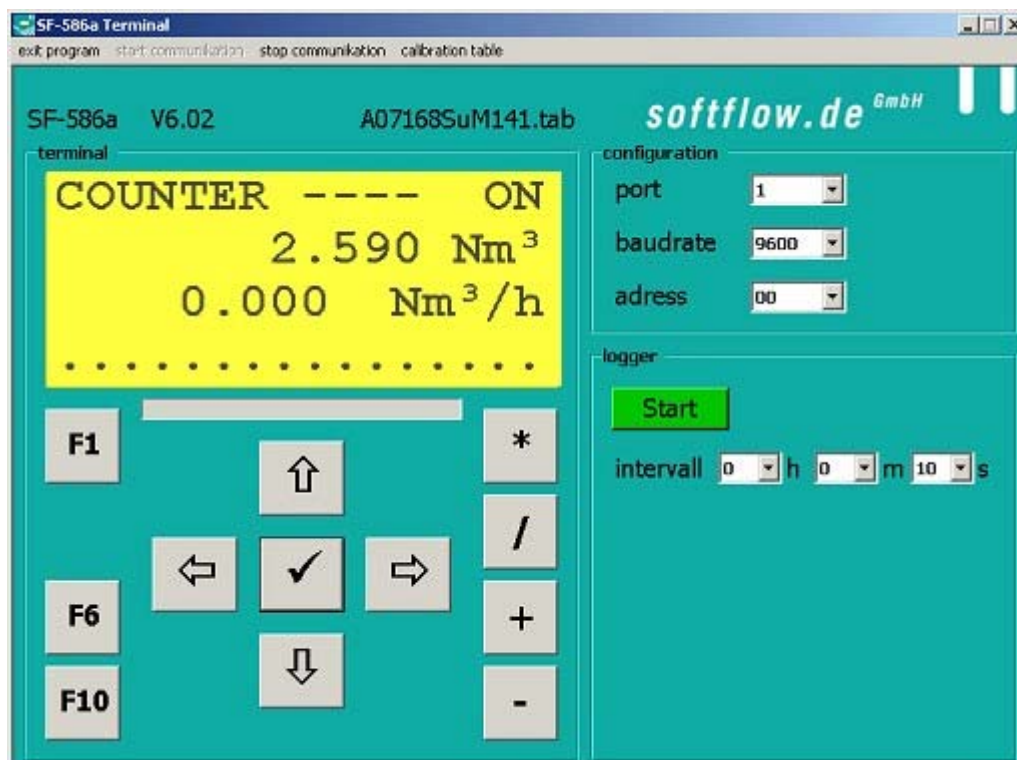 SF-586a Terminal
exit program start communikation stop communikation calibration table
SF-586a V6.02 A07168SuM141.tab
softflow.de GmbH
terminal
COUNTER ---- ON
2.590 Nm³
0.000 Nm³/h
................
F1
F6
F10
*
/
+
-
configuration
port 1
baudrate 9600
adress 00
logger
Start
intervall 0 h 0 m 10 s